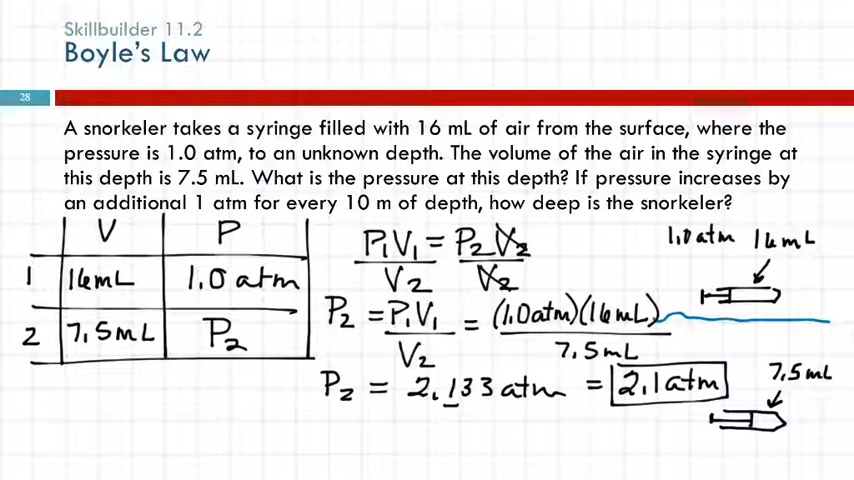 Skillbuilder 11.2
Boyle's Law
28
A snorkeler takes a syringe filled with 16 mL of air from the surface, where the
pressure is 1.0 atm, to an unknown depth. The volume of the air in the syringe at
this depth is 7.5 mL. What is the pressure at this depth? If pressure increases by
an additional 1 atm for every 10 m of depth, how deep is the snorkeler?
V P
1 16mL 1.0 atm
2 7.5mL P₂
P₁V₁ = P₂V₂
V₂ V₂
P₂ = P₁V₁ = (1.0atm)(16mL)
V₂ 7.5mL
P₂ = 2.133 atm = 2.1atm
1.0atm 16mL
7.5mL